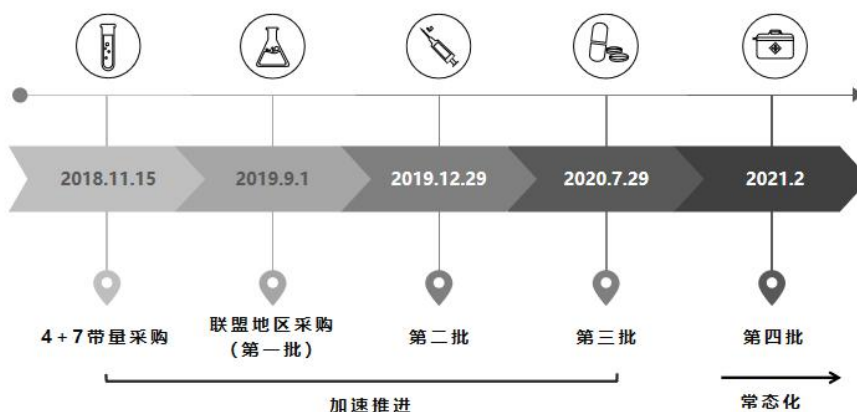 2018.11.15
2019.9.1
2019.12.29
2020.7.29
2021.2
4+7带量采购
联盟地区采购
(第一批)
第二批
第三批
第四批
加速推进
常态化